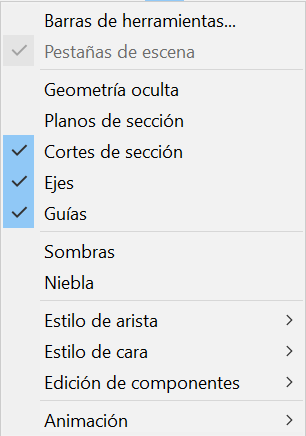 Barras de herramientas...
Pestañas de escena
Geometría oculta
Planos de sección
Cortes de sección
Ejes
Guías
Sombras
Niebla
Estilo de arista
Estilo de cara
Edición de componentes
Animación